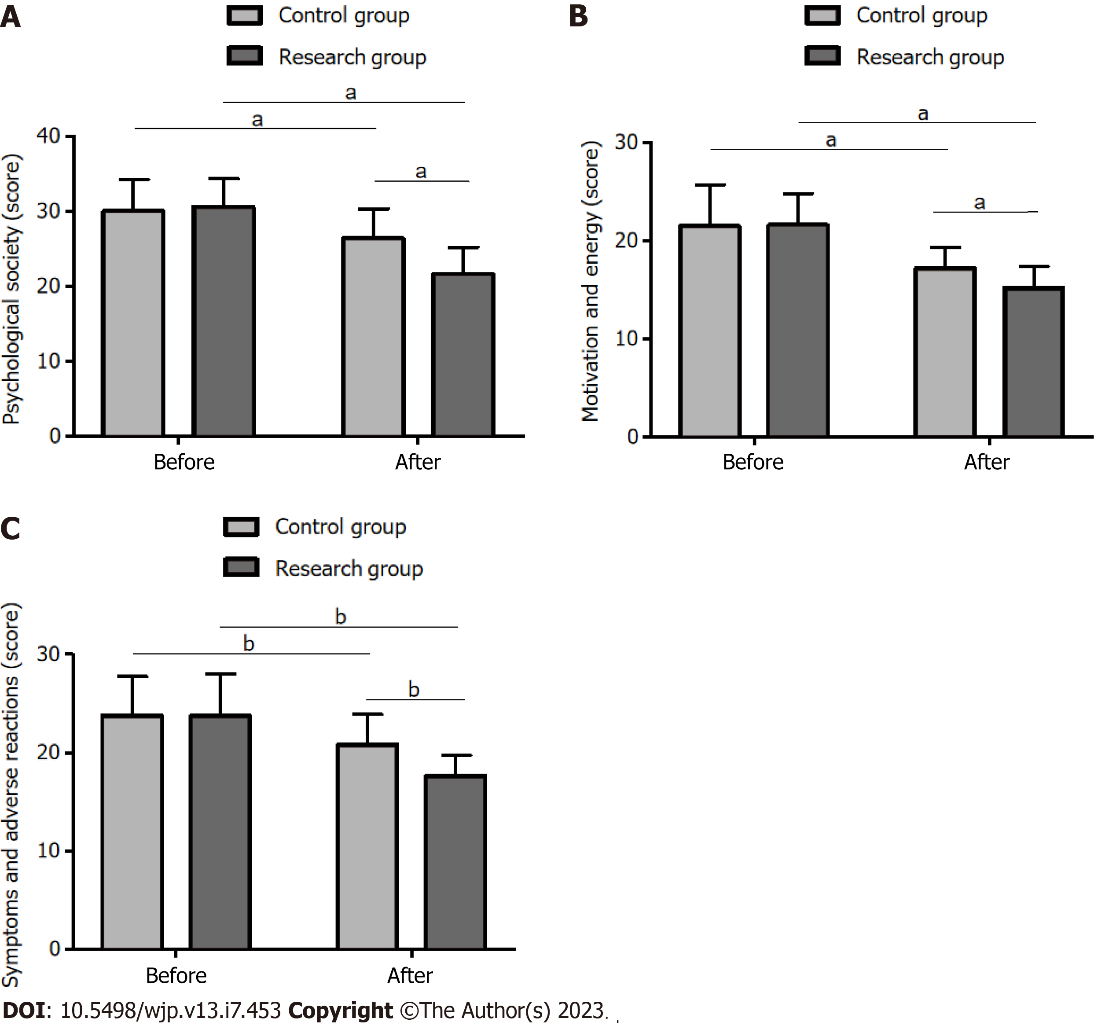 A
Control group
Research group
a
a
a
Psychological society (score)
40
30
20
10
0
Before After
B
Control group
Research group
a
a
a
Motivation and energy (score)
30
20
10
0
Before After
C
Control group
Research group
b
b
b
Symptoms and adverse reactions (score)
30
20
10
0
Before After
DOI: 10.5498/wjp.v13.i7.453 Copyright ©The Author(s) 2023.